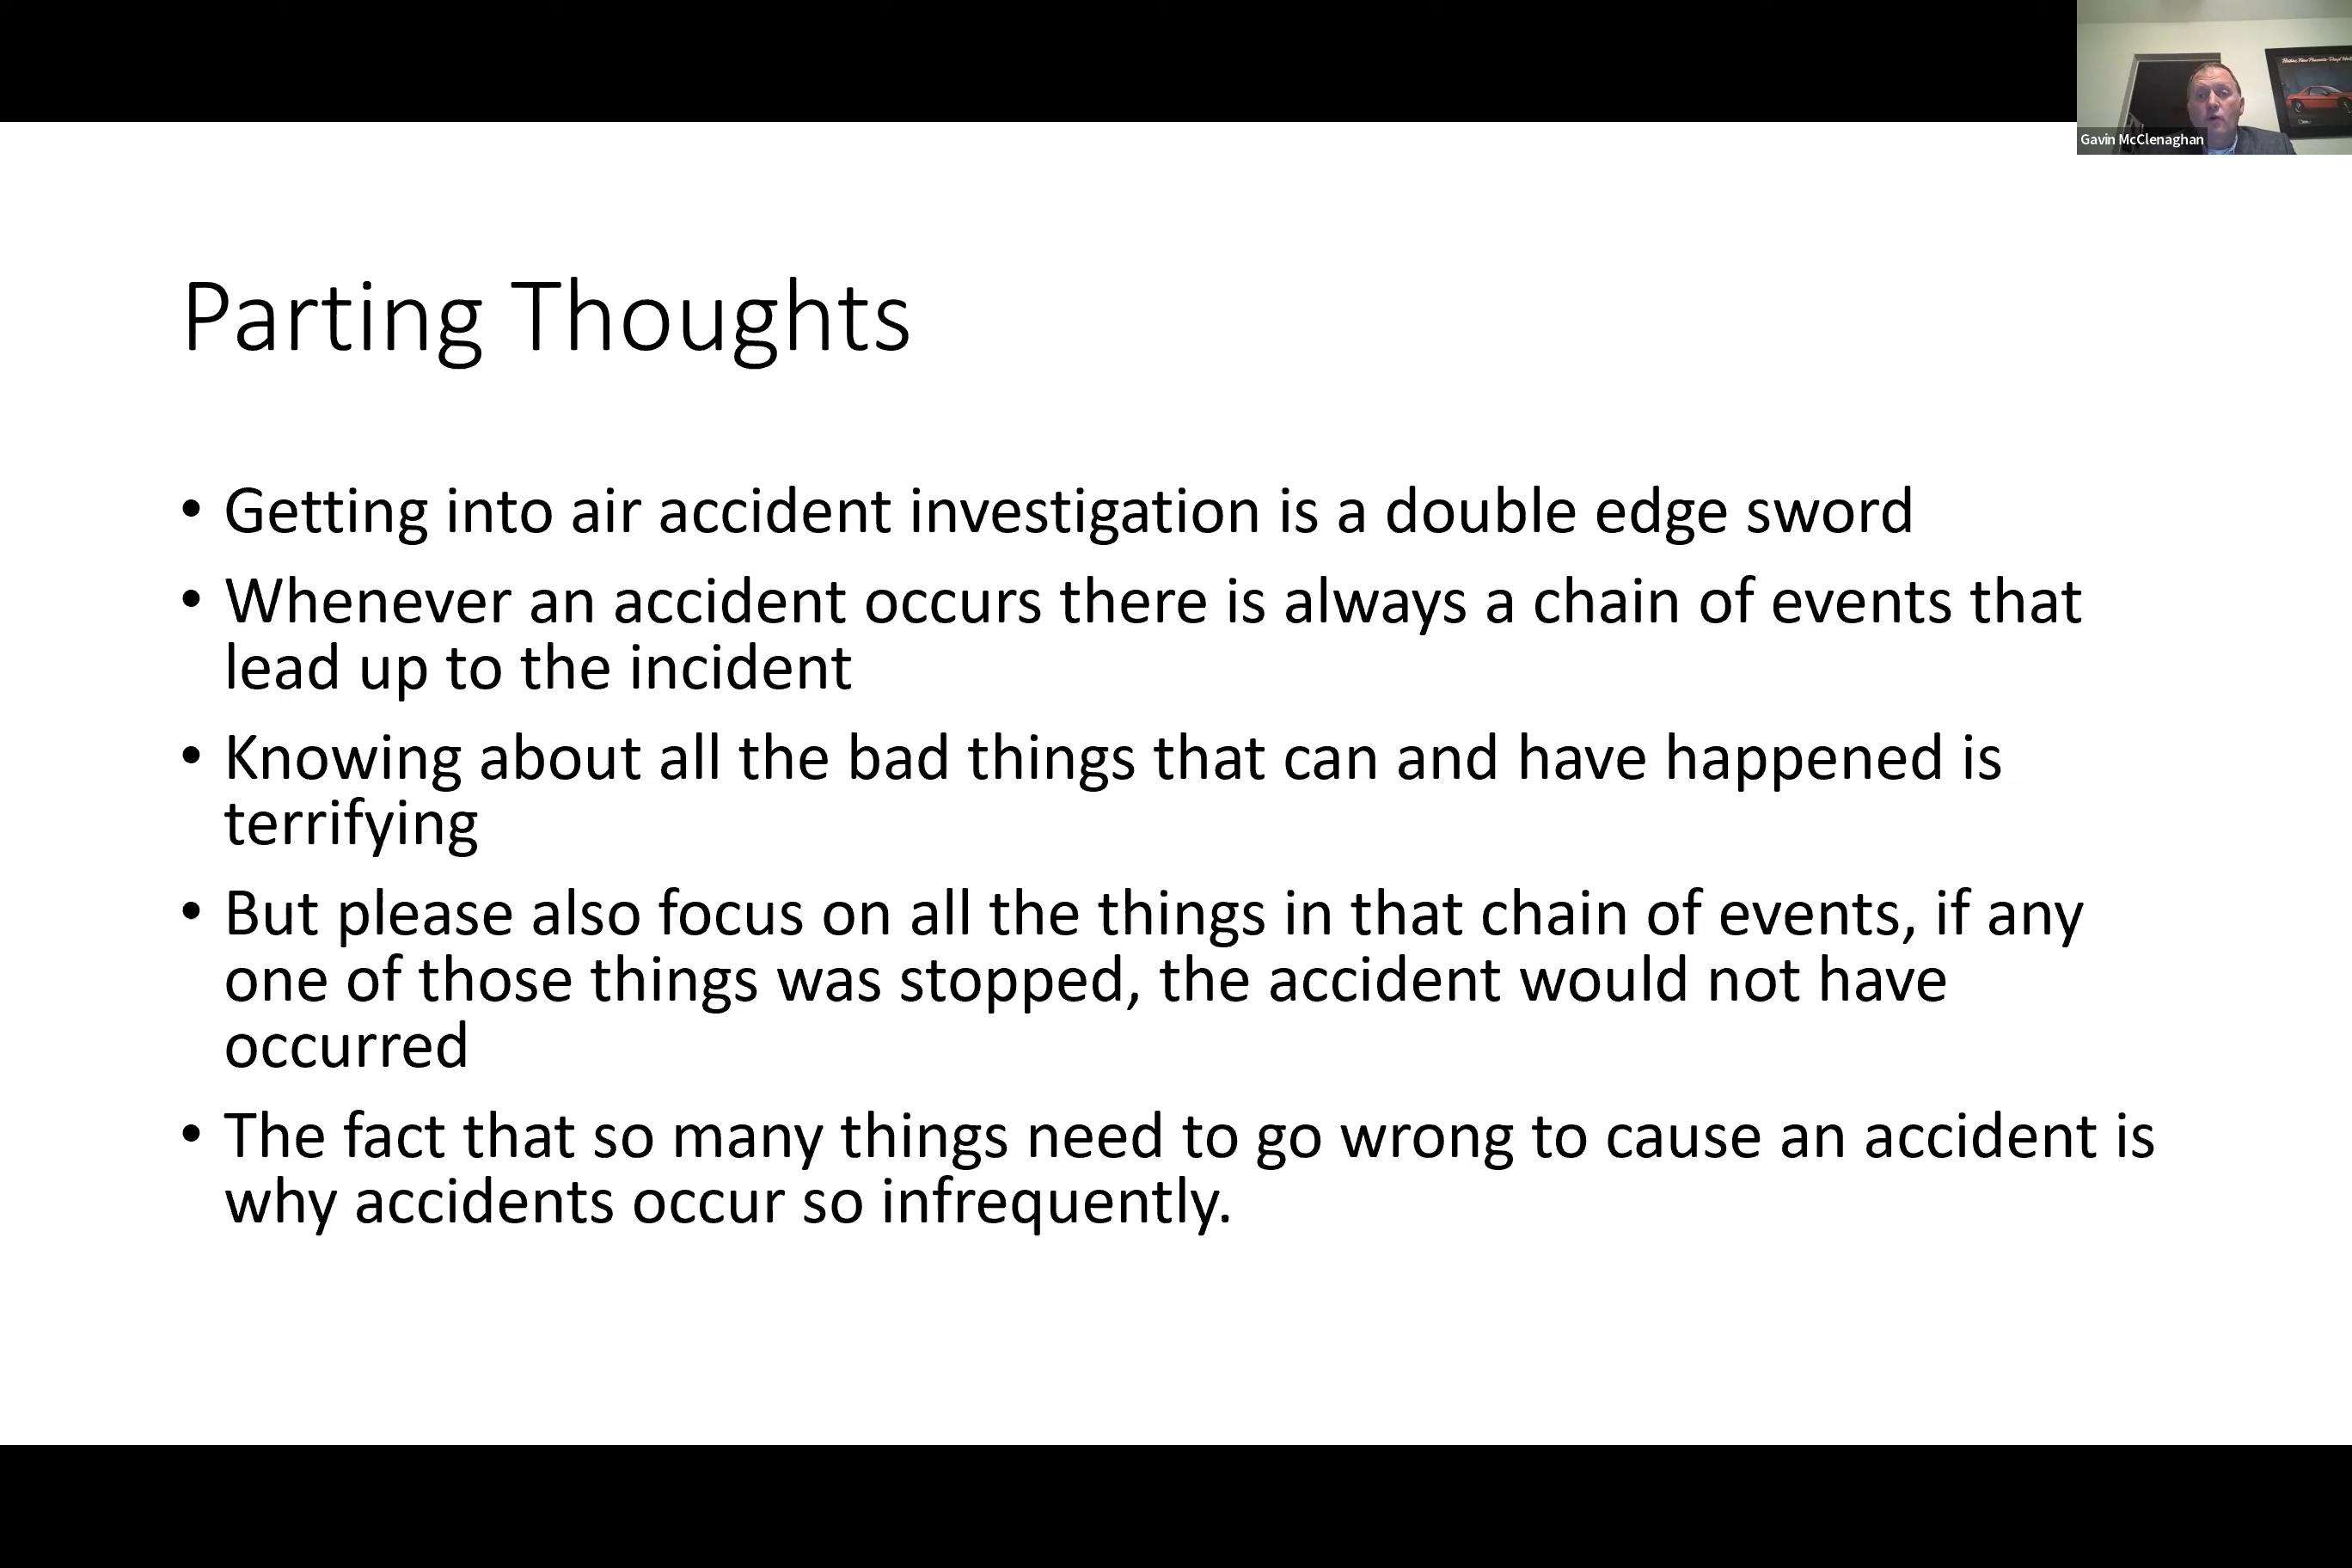 Gavin McClenaghan
Parting Thoughts
• Getting into air accident investigation is a double edge sword
• Whenever an accident occurs there is always a chain of events that
lead up to the incident
• Knowing about all the bad things that can and have happened is
terrifying
• But please also focus on all the things in that chain of events, if any
one of those things was stopped, the accident would not have
occurred
• The fact that so many things need to go wrong to cause an accident is
why accidents occur so infrequently.